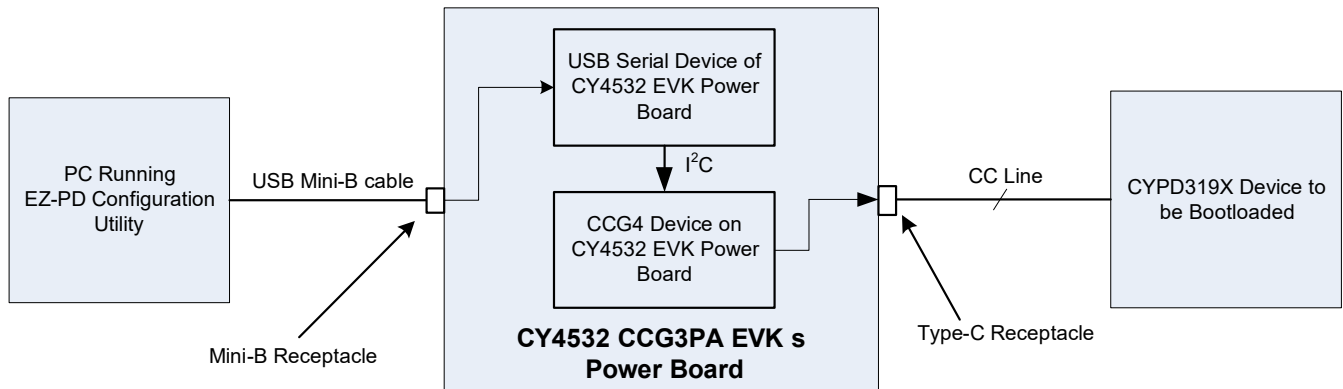 PC Running
EZ-PD Configuration
Utility
USB Mini-B cable
Mini-B Receptacle
USB Serial Device of
CY4532 EVK Power
Board
I²C
CCG4 Device on
CY4532 EVK Power
Board
CY4532 CCG3PA EVK s
Power Board
CC Line
Type-C Receptacle
CYPD319X Device to
be Bootloaded